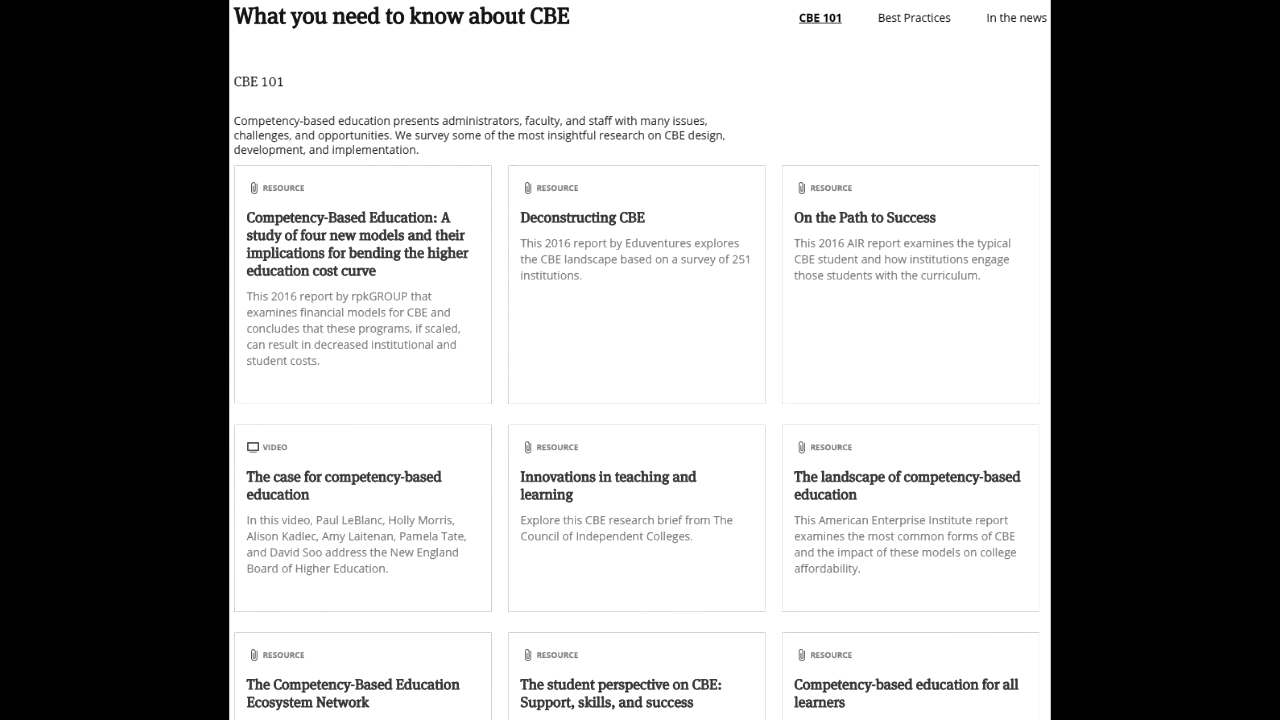 What you need to know about CBE
CBE 101
Best Practices
In the news
CBE 101
Competency-based education presents administrators, faculty, and staff with many issues,
challenges, and opportunities. We survey some of the most insightful research on CBE design,
development, and implementation.
RESOURCE
Competency-Based Education: A
study of four new models and their
implications for bending the higher
education cost curve
This 2016 report by rpkGROUP that
examines financial models for CBE and
concludes that these programs, if scaled,
can result in decreased institutional and
student costs.
RESOURCE
Deconstructing CBE
This 2016 report by Eduventures explores
the CBE landscape based on a survey of 251
institutions.
RESOURCE
On the Path to Success
This 2016 AIR report examines the typical
CBE student and how institutions engage
those students with the curriculum.
VIDEO
The case for competency-based
education
In this video, Paul LeBlanc, Holly Morris,
Alison Kadlec, Amy Laitenan, Pamela Tate,
and David Soo address the New England
Board of Higher Education.
RESOURCE
Innovations in teaching and
learning
Explore this CBE research brief from The
Council of Independent Colleges.
RESOURCE
The landscape of competency-based
education
This American Enterprise Institute report
examines the most common forms of CBE
and the impact of these models on college
affordability.
RESOURCE
The Competency-Based Education
Ecosystem Network
RESOURCE
The student perspective on CBE:
Support, skills, and success
RESOURCE
Competency-based education for all
learners